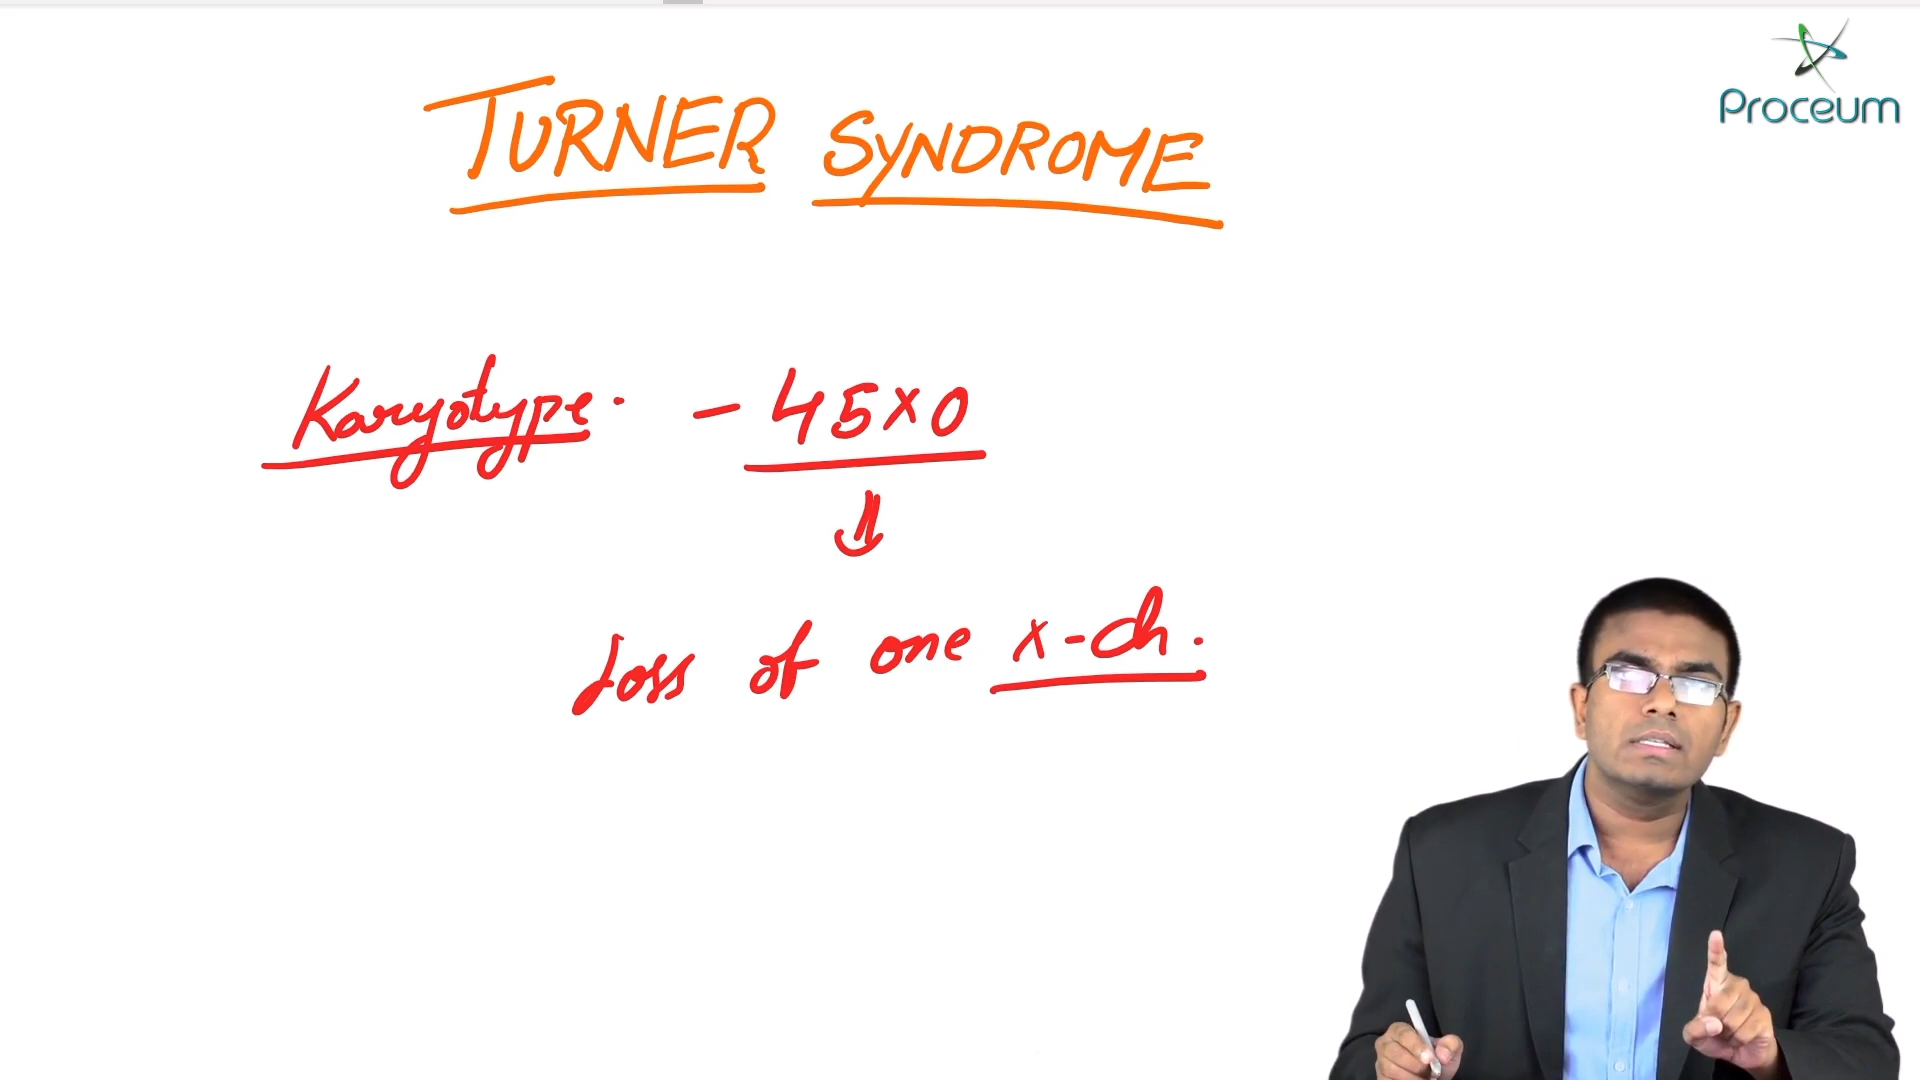 Proceum
TURNER SYNDROME
Karyotype. - 45XO
Loss of one X-Ch.